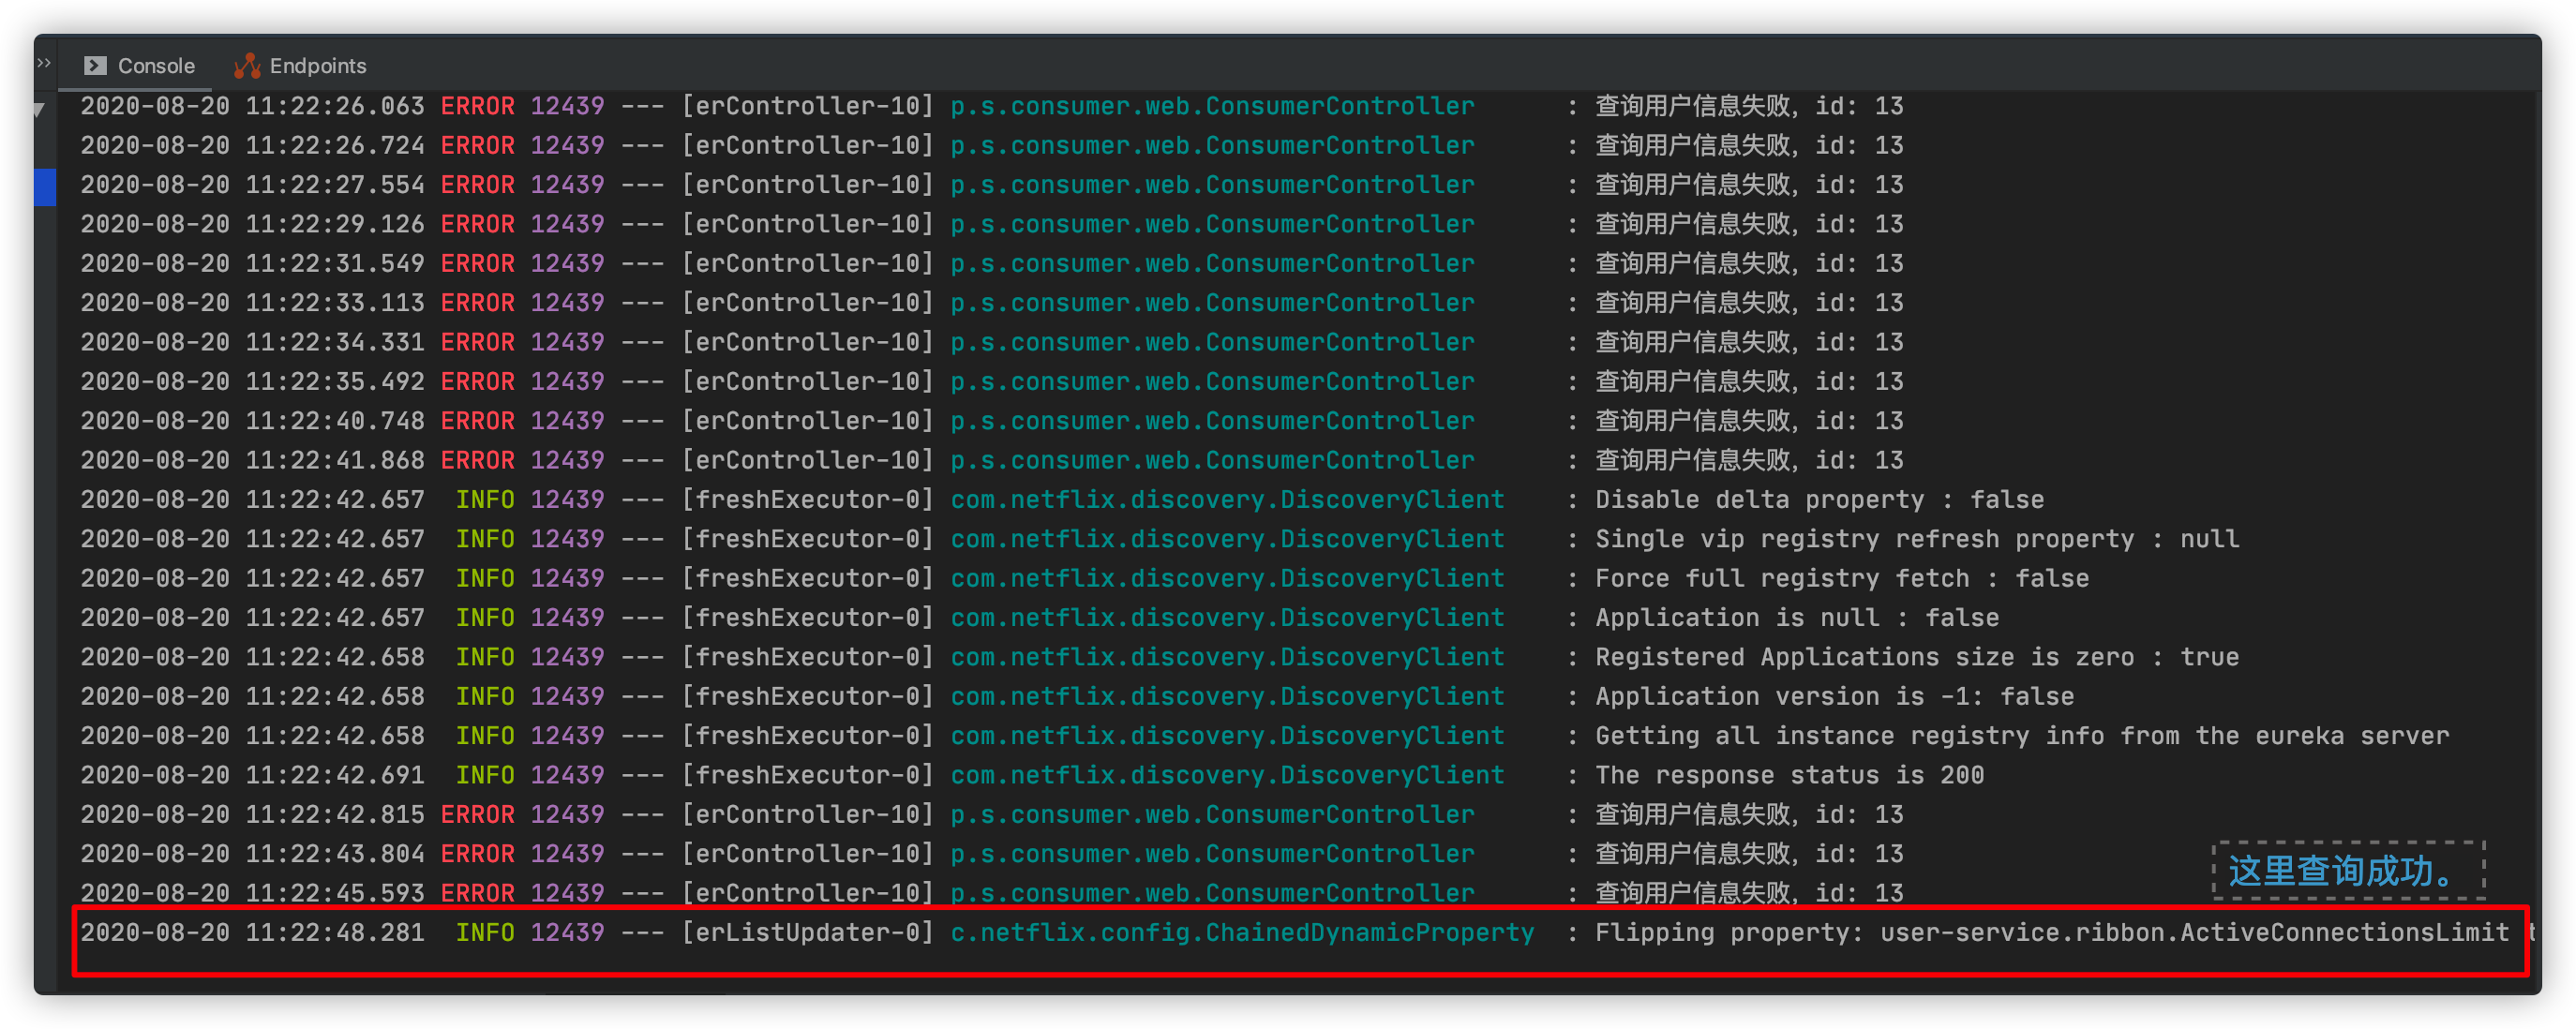 Console Endpoints
2020-08-20 11:22:26.063 ERROR 12439 --- [erController-10] p.s.consumer.web.ConsumerController : 查询用户信息失败, id: 13
2020-08-20 11:22:26.724 ERROR 12439 --- [erController-10] p.s.consumer.web.ConsumerController : 查询用户信息失败, id: 13
2020-08-20 11:22:27.554 ERROR 12439 --- [erController-10] p.s.consumer.web.ConsumerController : 查询用户信息失败, id: 13
2020-08-20 11:22:29.126 ERROR 12439 --- [erController-10] p.s.consumer.web.ConsumerController : 查询用户信息失败, id: 13
2020-08-20 11:22:31.549 ERROR 12439 --- [erController-10] p.s.consumer.web.ConsumerController : 查询用户信息失败, id: 13
2020-08-20 11:22:33.113 ERROR 12439 --- [erController-10] p.s.consumer.web.ConsumerController : 查询用户信息失败, id: 13
2020-08-20 11:22:34.331 ERROR 12439 --- [erController-10] p.s.consumer.web.ConsumerController : 查询用户信息失败, id: 13
2020-08-20 11:22:35.492 ERROR 12439 --- [erController-10] p.s.consumer.web.ConsumerController : 查询用户信息失败, id: 13
2020-08-20 11:22:40.748 ERROR 12439 --- [erController-10] p.s.consumer.web.ConsumerController : 查询用户信息失败, id: 13
2020-08-20 11:22:41.868 ERROR 12439 --- [erController-10] p.s.consumer.web.ConsumerController : 查询用户信息失败, id: 13
2020-08-20 11:22:42.657 INFO 12439 --- [freshExecutor-0] com.netflix.discovery.DiscoveryClient : Disable delta property : false
2020-08-20 11:22:42.657 INFO 12439 --- [freshExecutor-0] com.netflix.discovery.DiscoveryClient : Single vip registry refresh property : null
2020-08-20 11:22:42.657 INFO 12439 --- [freshExecutor-0] com.netflix.discovery.DiscoveryClient : Force full registry fetch : false
2020-08-20 11:22:42.657 INFO 12439 --- [freshExecutor-0] com.netflix.discovery.DiscoveryClient : Application is null : false
2020-08-20 11:22:42.658 INFO 12439 --- [freshExecutor-0] com.netflix.discovery.DiscoveryClient : Registered Applications size is zero : true
2020-08-20 11:22:42.658 INFO 12439 --- [freshExecutor-0] com.netflix.discovery.DiscoveryClient : Application version is -1: false
2020-08-20 11:22:42.658 INFO 12439 --- [freshExecutor-0] com.netflix.discovery.DiscoveryClient : Getting all instance registry info from the eureka server
2020-08-20 11:22:42.691 INFO 12439 --- [freshExecutor-0] com.netflix.discovery.DiscoveryClient : The response status is 200
2020-08-20 11:22:42.815 ERROR 12439 --- [erController-10] p.s.consumer.web.ConsumerController : 查询用户信息失败, id: 13
2020-08-20 11:22:43.804 ERROR 12439 --- [erController-10] p.s.consumer.web.ConsumerController : 查询用户信息失败, id: 13
这里查询成功。
2020-08-20 11:22:45.593 ERROR 12439 --- [erController-10] p.s.consumer.web.ConsumerController : 查询用户信息失败, id: 13
2020-08-20 11:22:48.281 INFO 12439 --- [erListUpdater-0] c.netflix.config.ChainedDynamicProperty : Flipping property: user-service.ribbon.ActiveConnectionsLimit